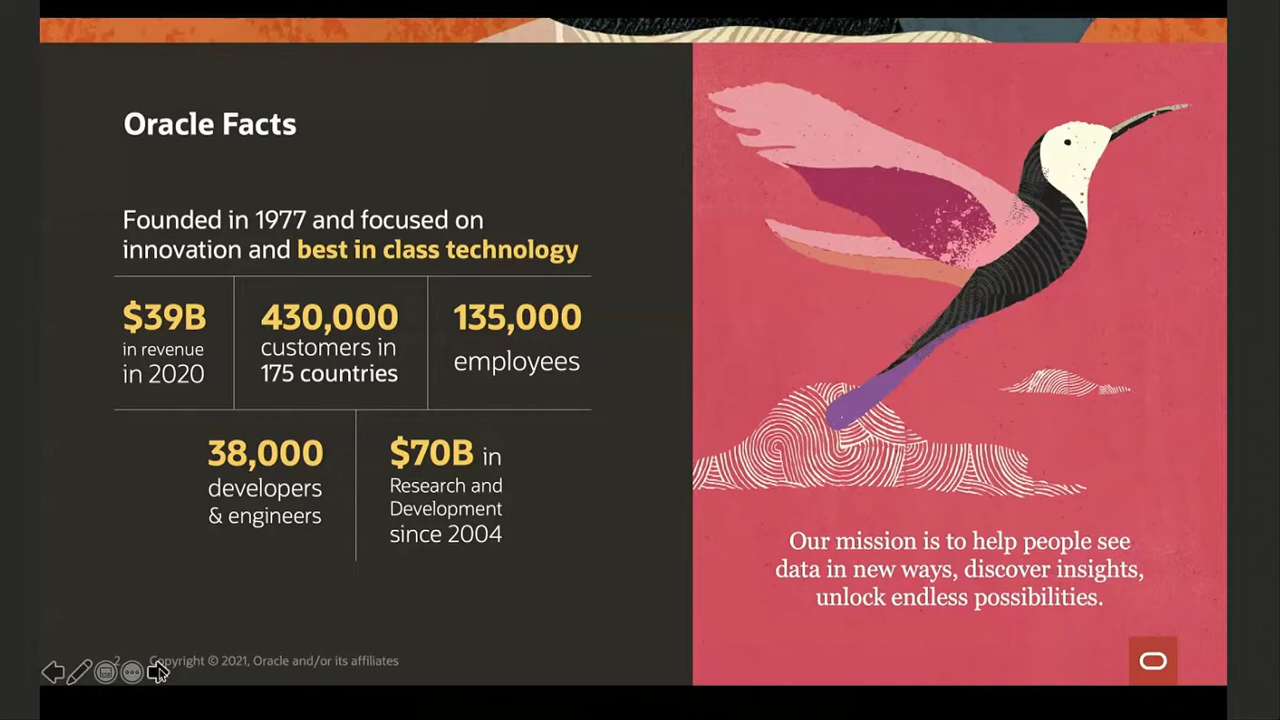 Oracle Facts
Founded in 1977 and focused on
innovation and best in class technology
$39B
in revenue
in 2020
430,000
customers in
175 countries
135,000
employees
38,000
developers
& engineers
$70B in
Research and
Development
since 2004
Our mission is to help people see
data in new ways, discover insights,
unlock endless possibilities.
2 Copyright © 2021, Oracle and/or its affiliates